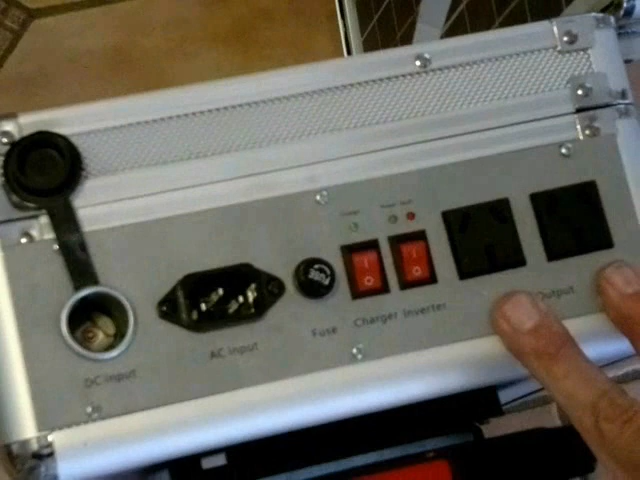 DC input
AC input
Fuse
Charger Inverter
Output